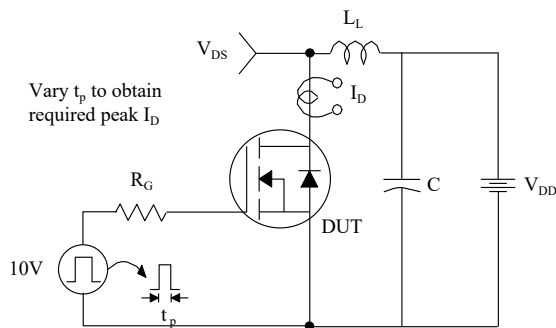 L_L
V_DS
Vary t_p to obtain
required peak I_D
I_D
R_G
C
V_DD
DUT
10V
t_p